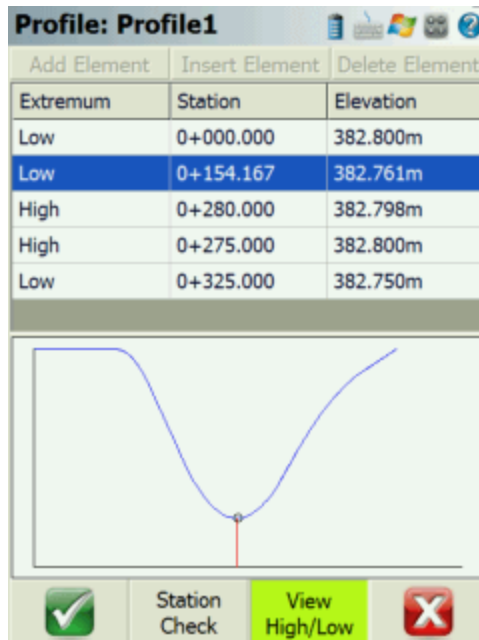 Profile: Profile1
Add Element Insert Element Delete Element
Extremum Station Elevation
Low 0+000.000 382.800m
Low 0+154.167 382.761m
High 0+280.000 382.798m
High 0+275.000 382.800m
Low 0+325.000 382.750m
Station Check View High/Low